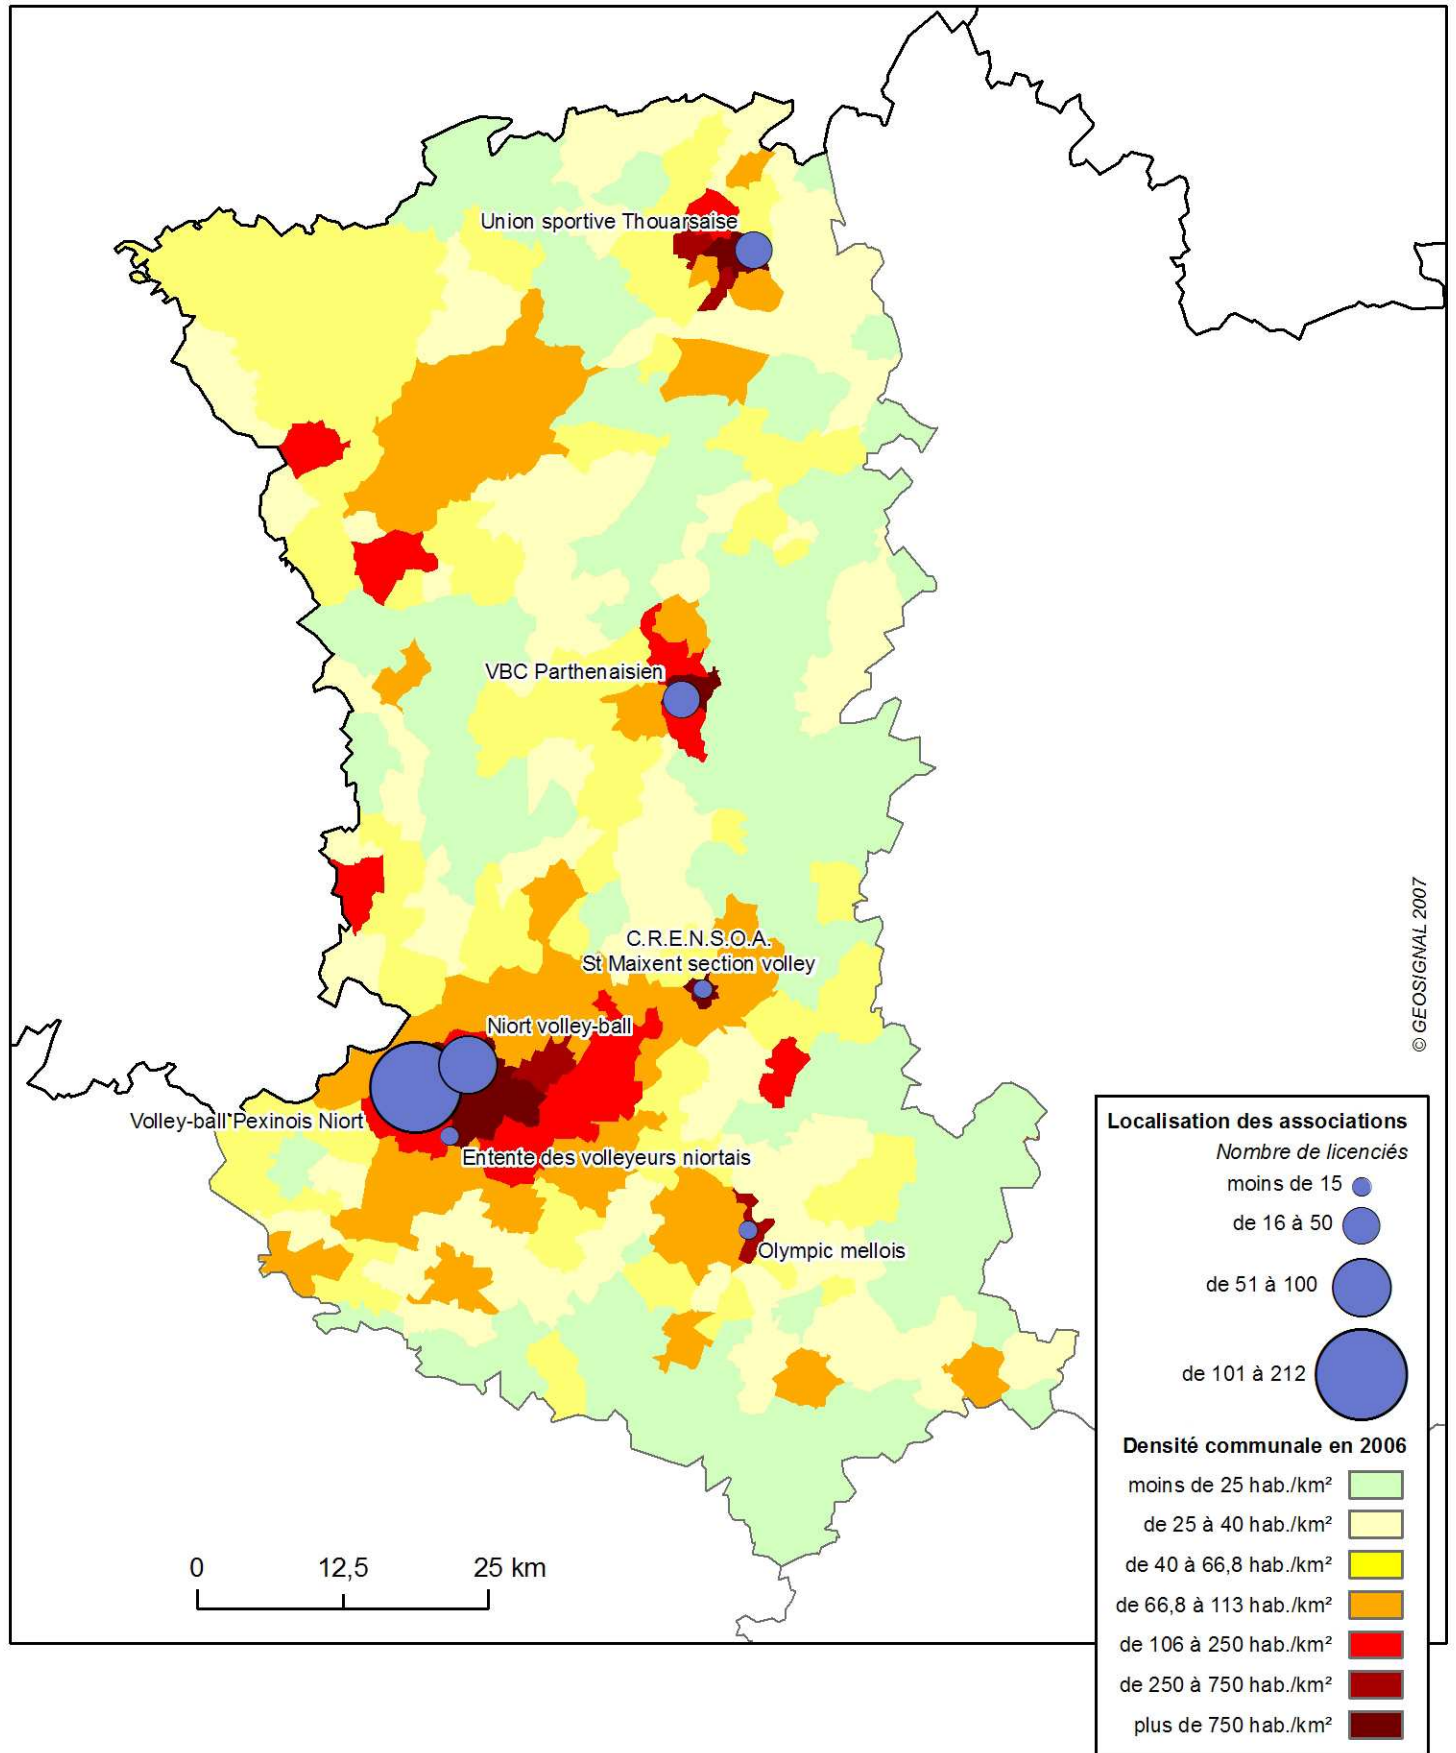 Union sportive Thouarsaise
VBC Parthenaisien
C.R.E.N.S.O.A.
St Maixent section volley
Niort volley-ball
Volley-ball Pexinois Niort
Entente des volleyeurs niortais
Olympic mellois
© GEOSIGNAL 2007
0 12,5 25 km
Localisation des associations
Nombre de licenciés
moins de 15
de 16 à 50
de 51 à 100
de 101 à 212
Densité communale en 2006
moins de 25 hab./km²
de 25 à 40 hab./km²
de 40 à 66,8 hab./km²
de 66,8 à 113 hab./km²
de 106 à 250 hab./km²
de 250 à 750 hab./km²
plus de 750 hab./km²